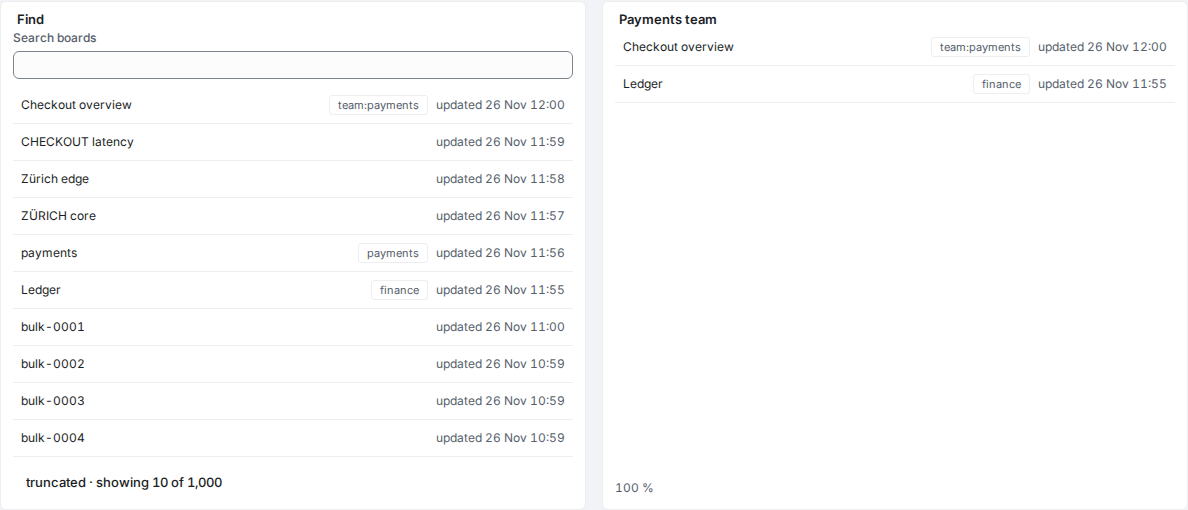 Find
Search boards
Checkout overview team:payments updated 26 Nov 12:00
CHECKOUT latency updated 26 Nov 11:59
Zürich edge updated 26 Nov 11:58
ZÜRICH core updated 26 Nov 11:57
payments payments updated 26 Nov 11:56
Ledger finance updated 26 Nov 11:55
bulk-0001 updated 26 Nov 11:00
bulk-0002 updated 26 Nov 10:59
bulk-0003 updated 26 Nov 10:59
bulk-0004 updated 26 Nov 10:59
truncated · showing 10 of 1,000
Payments team
Checkout overview team:payments updated 26 Nov 12:00
Ledger finance updated 26 Nov 11:55
100 %